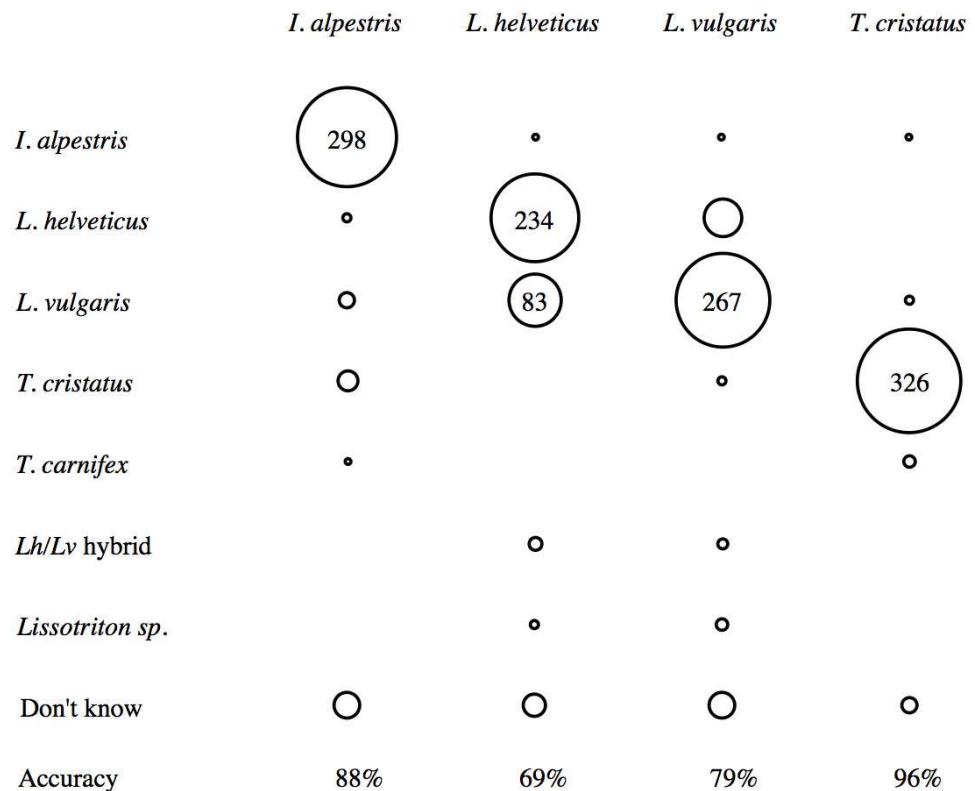 I. alpestris L. helveticus L. vulgaris T. cristatus
I. alpestris 298
L. helveticus 234
L. vulgaris 83 267
T. cristatus 326
T. carnifex
Lh/Lv hybrid
Lissotriton sp.
Don't know
Accuracy 88% 69% 79% 96%